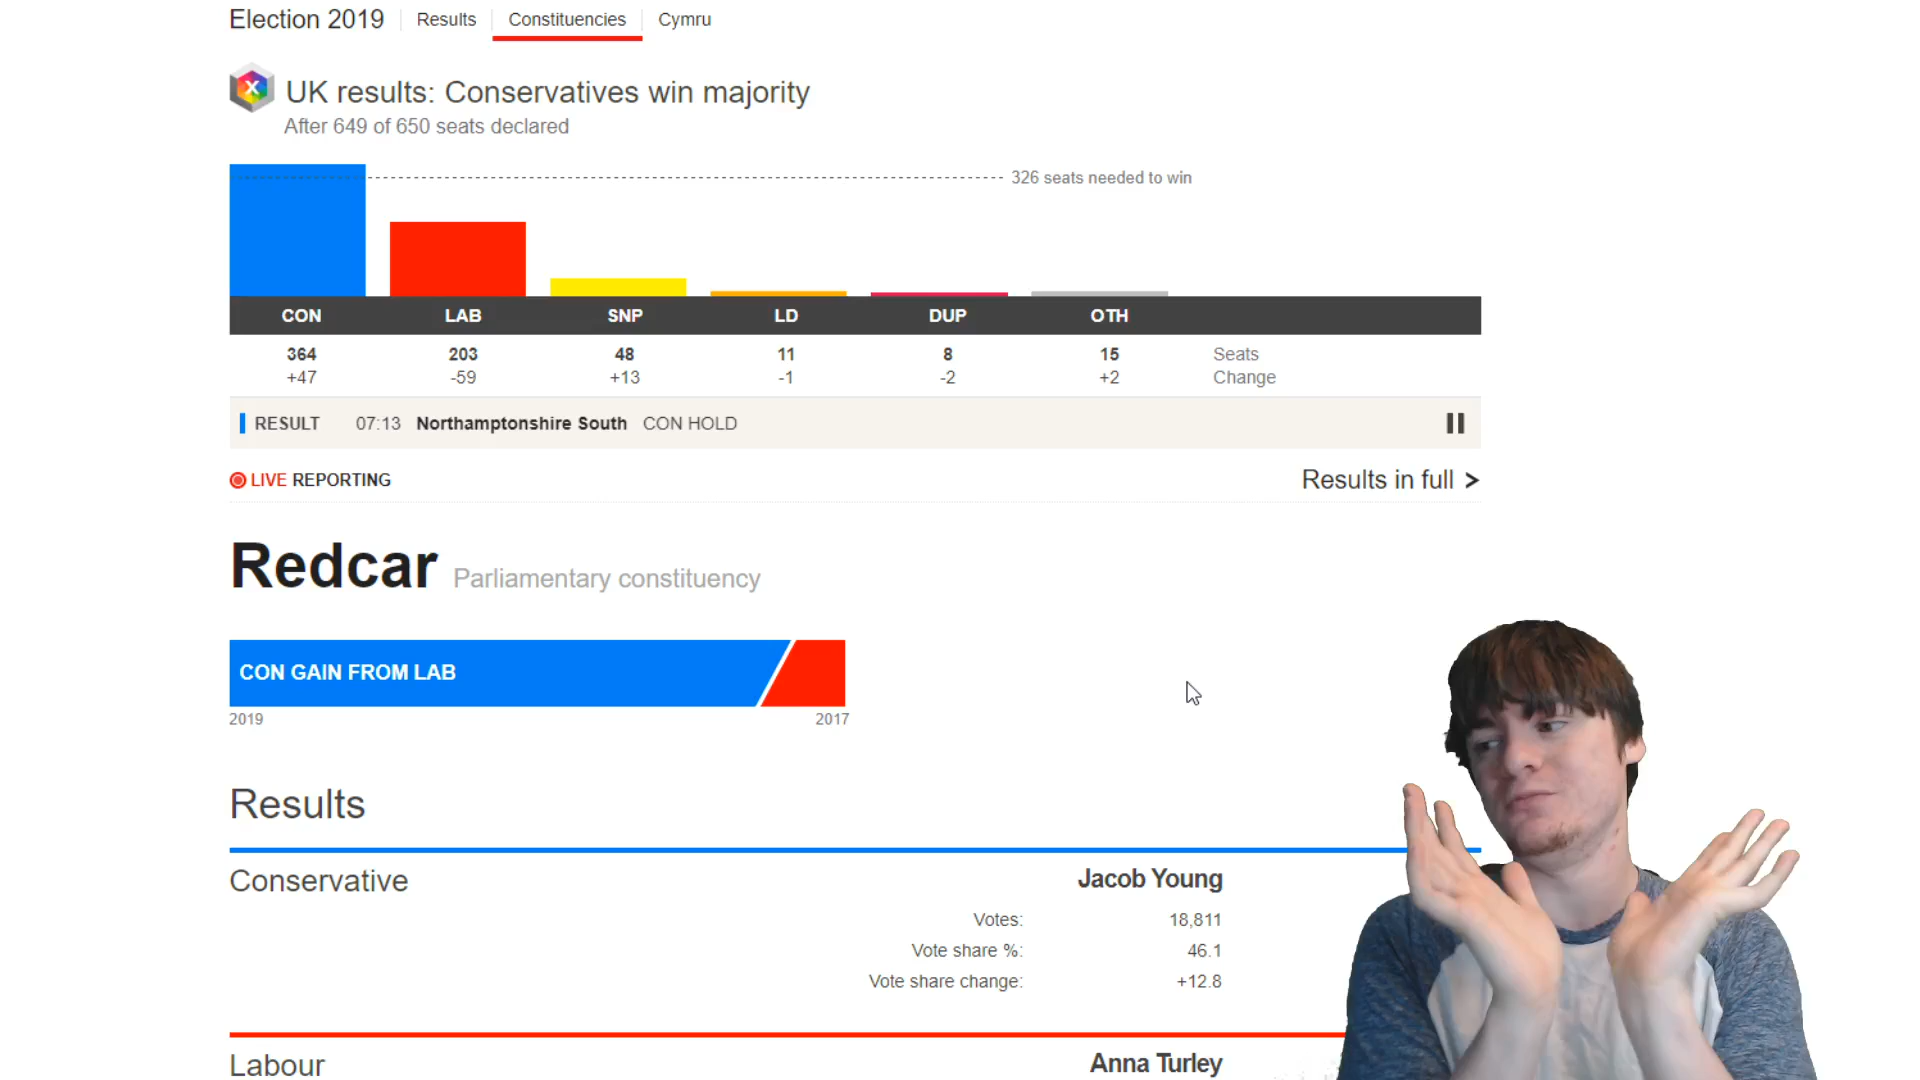 Election 2019 Results Constituencies Cymru
X
UK results: Conservatives win majority
After 649 of 650 seats declared
326 seats needed to win
CON LAB SNP LD DUP OTH
364 203 48 11 8 15 Seats
+47 -59 +13 -1 -2 +2 Change
RESULT 07:13 Northamptonshire South CON HOLD
LIVE REPORTING Results in full >
Redcar Parliamentary constituency
CON GAIN FROM LAB
2019 2017
Results
Conservative Jacob Young
Votes: 18,811
Vote share %: 46.1
Vote share change: +12.8
Labour Anna Turley